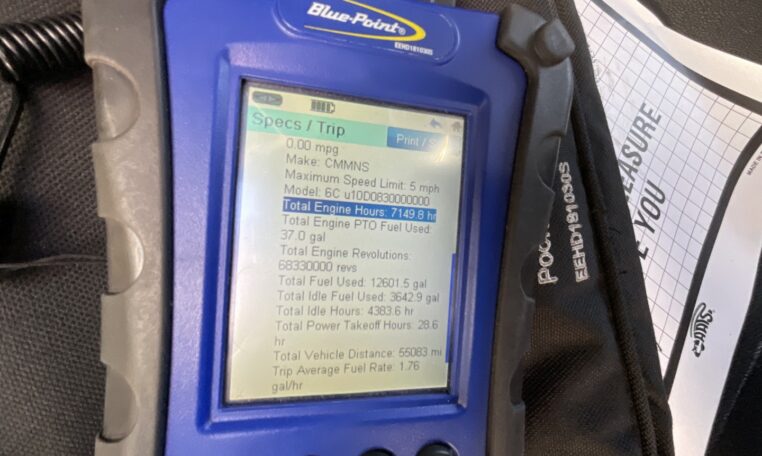 Blue-Point®
EEHD181030S
Specs / Trip
Print / S
0.00 mpg
Make: CMMNS
Maximum Speed Limit: 5 mph
Model: 6C u10D0830000000
Total Engine Hours: 7149.8 hr
Total Engine PTO Fuel Used:
37.0 gal
Total Engine Revolutions:
68330000 revs
Total Fuel Used: 12601.5 gal
Total Idle Fuel Used: 3642.9 gal
Total Idle Hours: 4383.6 hr
Total Power Takeoff Hours: 28.6
hr
Total Vehicle Distance: 55083 mi
Trip Average Fuel Rate: 1.76
gal/hr
EEHD181030S
EASURE
E YOU
MADE IN